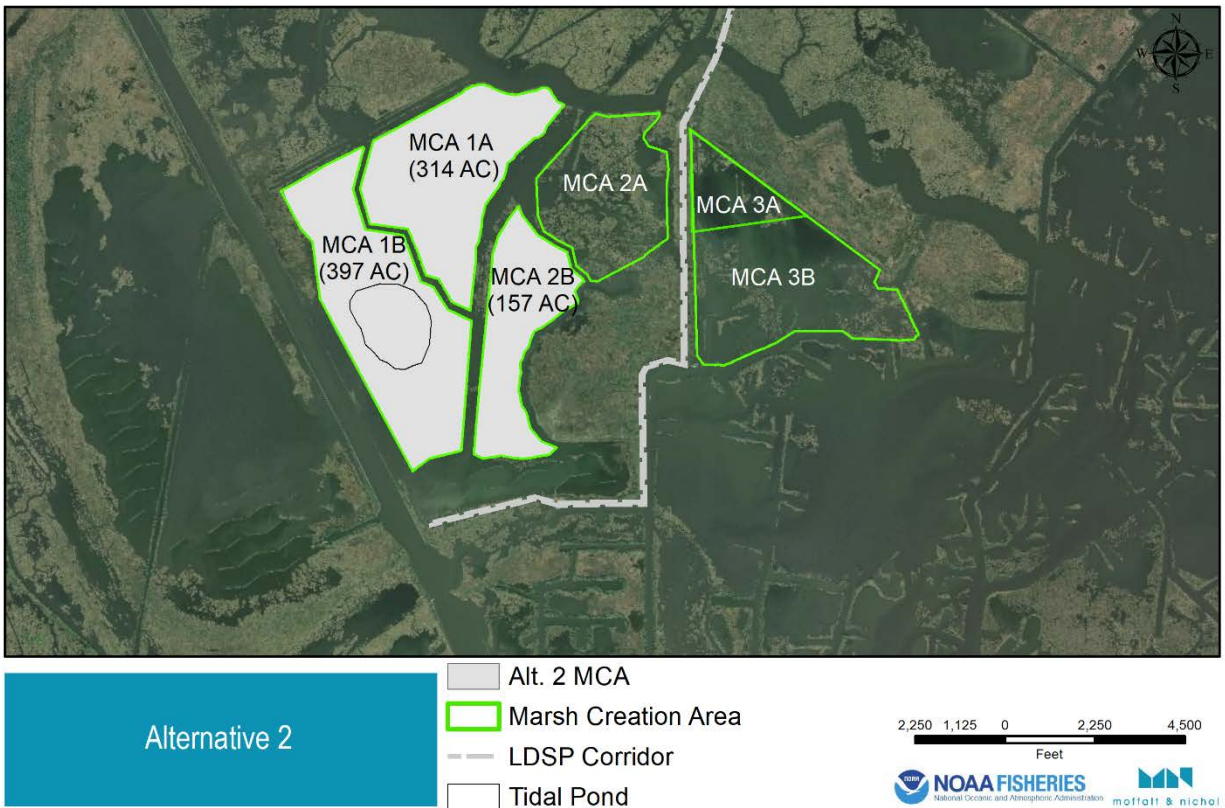 N
W E
S
MCA 1A
(314 AC)
MCA 2A
MCA 3A
MCA 1B
(397 AC)
MCA 2B
(157 AC)
MCA 3B
Alternative 2
Alt. 2 MCA
Marsh Creation Area
LDSP Corridor
Tidal Pond
2,250 1,125 0 2,250 4,500
Feet
NOAA
NOAA FISHERIES
National Oceanic and Atmospheric Administration
moffatt & nichol